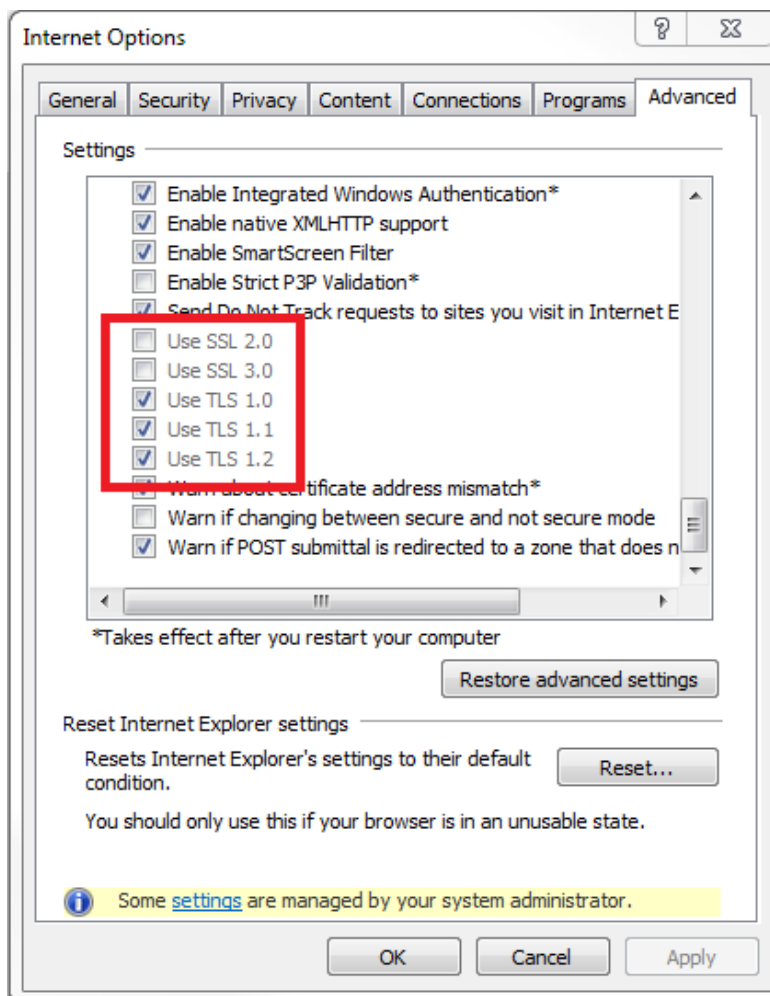 Internet Options
General Security Privacy Content Connections Programs Advanced
Settings
Enable Integrated Windows Authentication*
Enable native XMLHTTP support
Enable SmartScreen Filter
Enable Strict P3P Validation*
Send Do Not Track requests to sites you visit in Internet E
Use SSL 2.0
Use SSL 3.0
Use TLS 1.0
Use TLS 1.1
Use TLS 1.2
Warn about certificate address mismatch*
Warn if changing between secure and not secure mode
Warn if POST submittal is redirected to a zone that does n
*Takes effect after you restart your computer
Restore advanced settings
Reset Internet Explorer settings
Resets Internet Explorer's settings to their default
condition.
Reset...
You should only use this if your browser is in an unusable state.
Some settings are managed by your system administrator.
OK Cancel Apply